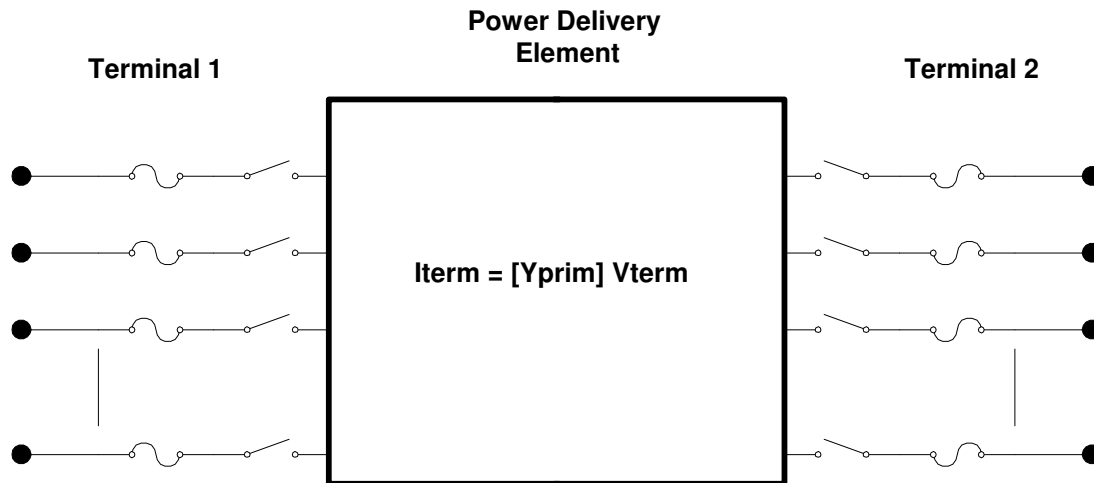 Power Delivery
Element
Terminal 1
Terminal 2
Iterm = [Yprim] Vterm